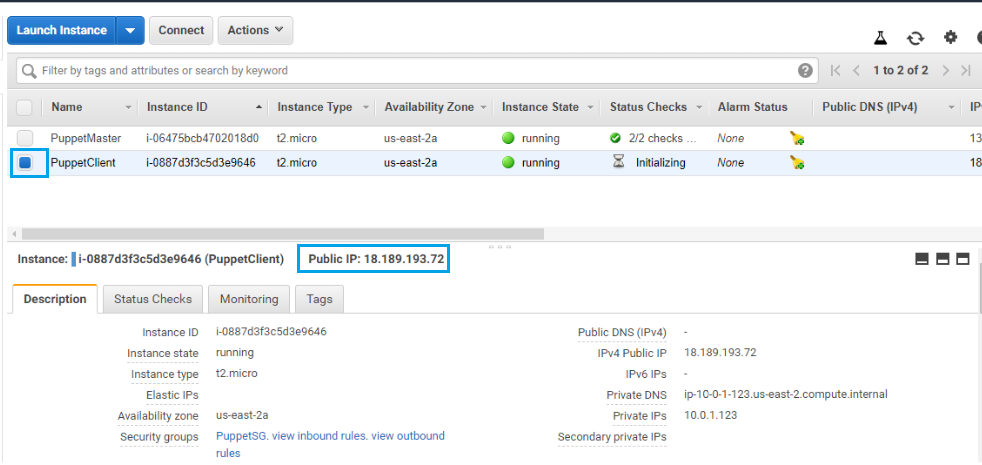 Launch Instance Connect Actions
Filter by tags and attributes or search by keyword 1 to 2 of 2
Name Instance ID Instance Type Availability Zone Instance State Status Checks Alarm Status Public DNS (IPv4) IP
PuppetMaster i-06475bcb4702018d0 t2.micro us-east-2a running 2/2 checks ... None 13
PuppetClient i-0887d3f3c5d3e9646 t2.micro us-east-2a running Initializing None 18
Instance: i-0887d3f3c5d3e9646 (PuppetClient) Public IP: 18.189.193.72
Description Status Checks Monitoring Tags
Instance ID i-0887d3f3c5d3e9646 Public DNS (IPv4) -
Instance state running IPv4 Public IP 18.189.193.72
Instance type t2.micro IPv6 IPs -
Elastic IPs Private DNS ip-10-0-1-123.us-east-2.compute.internal
Availability zone us-east-2a Private IPs 10.0.1.123
Security groups PuppetSG. view inbound rules. view outbound Secondary private IPs
rules